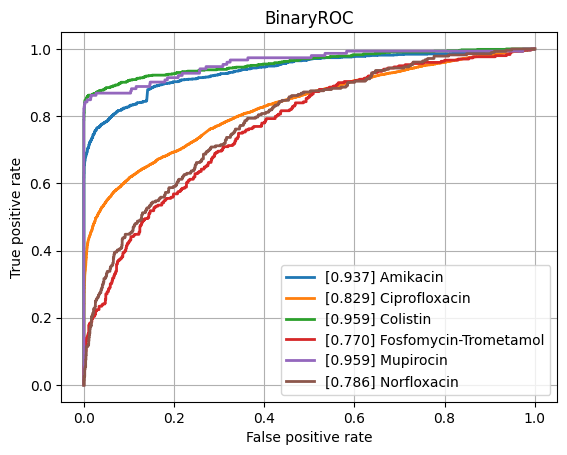 BinaryROC
True positive rate
1.0
0.8
0.6
0.4
0.2
0.0
[0.937] Amikacin
[0.829] Ciprofloxacin
[0.959] Colistin
[0.770] Fosfomycin-Trometamol
[0.959] Mupirocin
[0.786] Norfloxacin
0.0 0.2 0.4 0.6 0.8 1.0
False positive rate